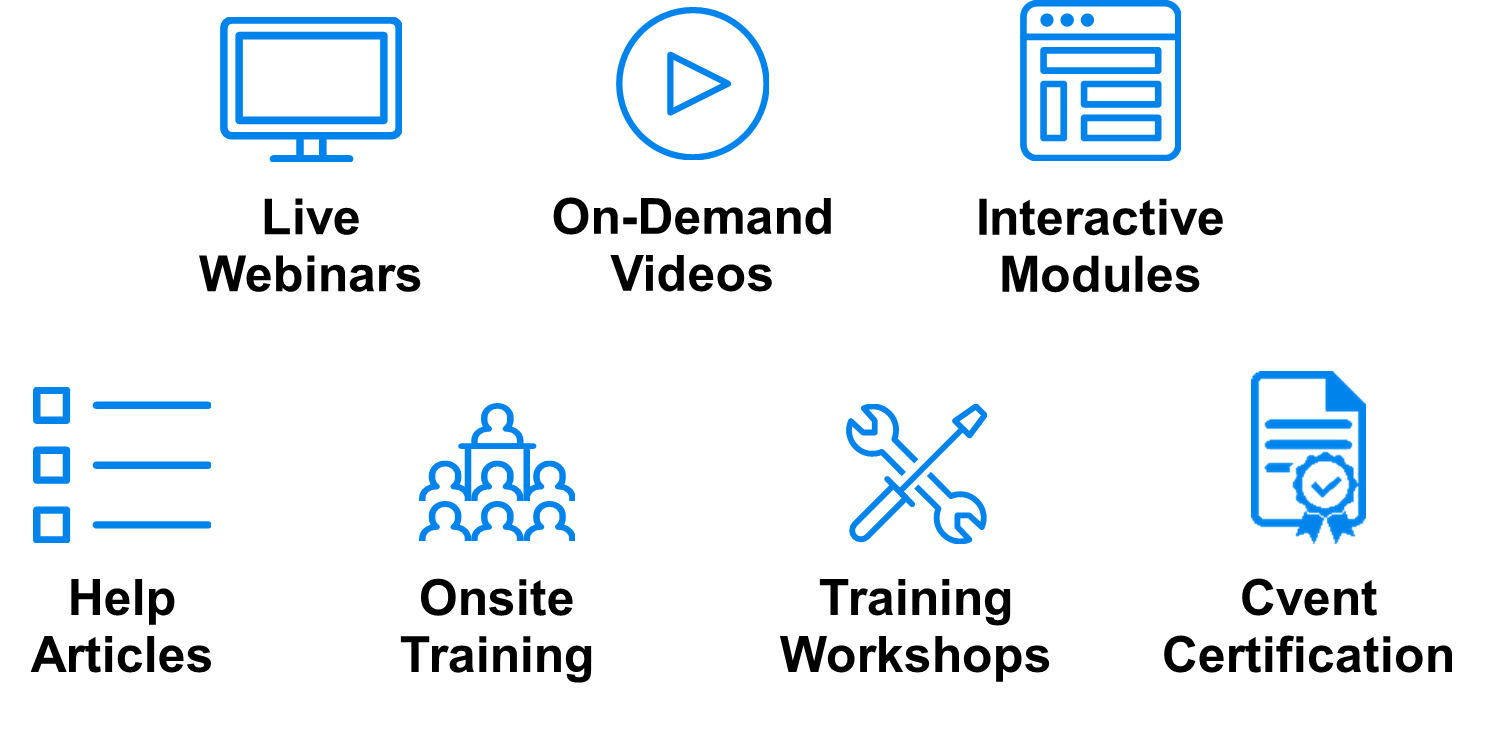 Live
Webinars
On-Demand
Videos
Interactive
Modules
Help
Articles
Onsite
Training
Training
Workshops
Cvent
Certification